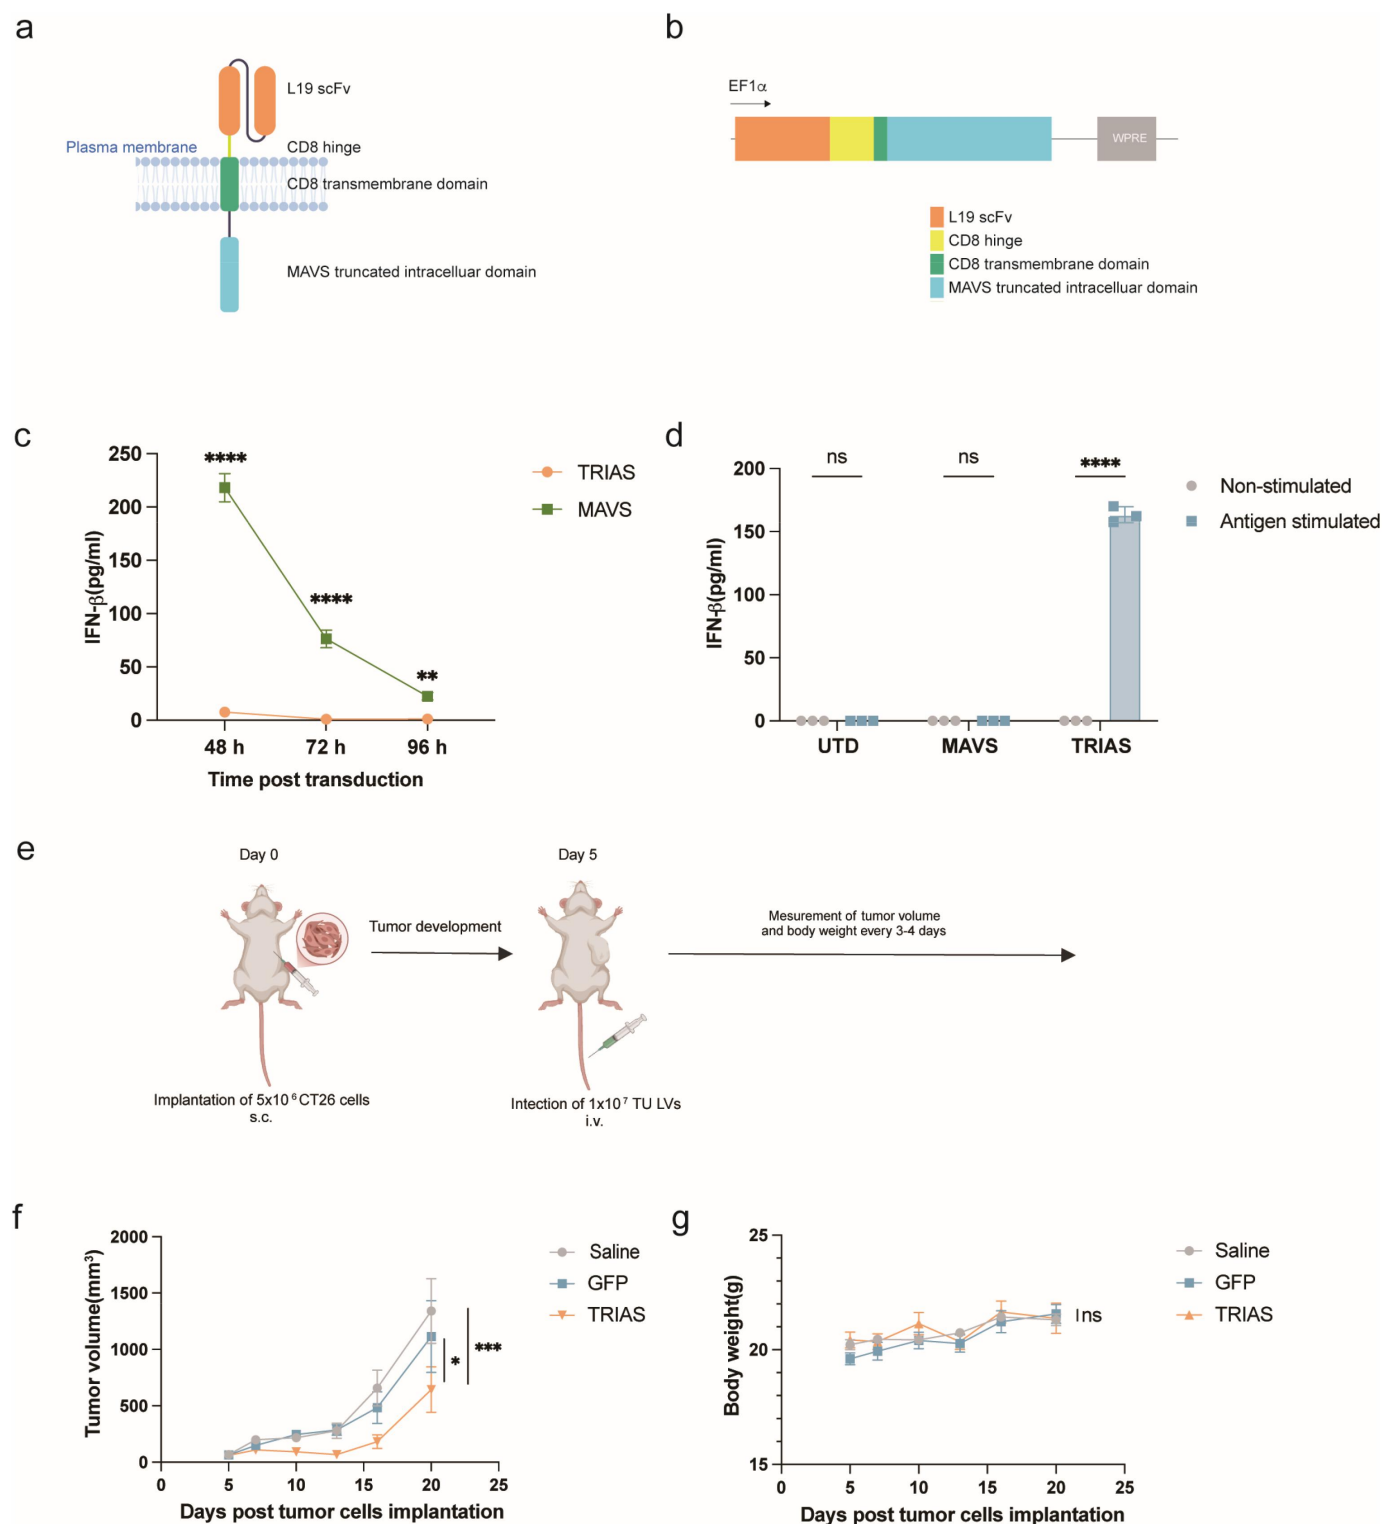 a
L19 scFv
Plasma membrane
CD8 hinge
CD8 transmembrane domain
MAVS truncated intracelluar domain
b
EF1α
WPRE
L19 scFv
CD8 hinge
CD8 transmembrane domain
MAVS truncated intracelluar domain
c
IFN-β(pg/ml)
250
200
150
100
50
0
****
****
**
48 h
72 h
96 h
Time post transduction
TRIAS
MAVS
d
IFN-β(pg/ml)
200
150
100
50
0
ns
ns
****
UTD
MAVS
TRIAS
Non-stimulated
Antigen stimulated
e
Day 0
Day 5
Tumor development
Mesurement of tumor volume
and body weight every 3-4 days
Implantation of 5x10⁶ CT26 cells
s.c.
Intection of 1x10⁷ TU LVs
i.v.
f
Tumor volume(mm³)
2000
1500
1000
500
0
0
5
10
15
20
25
Days post tumor cells implantation
*
***
Saline
GFP
TRIAS
g
Body weight(g)
25
20
15
0
5
10
15
20
25
Days post tumor cells implantation
ns
Saline
GFP
TRIAS